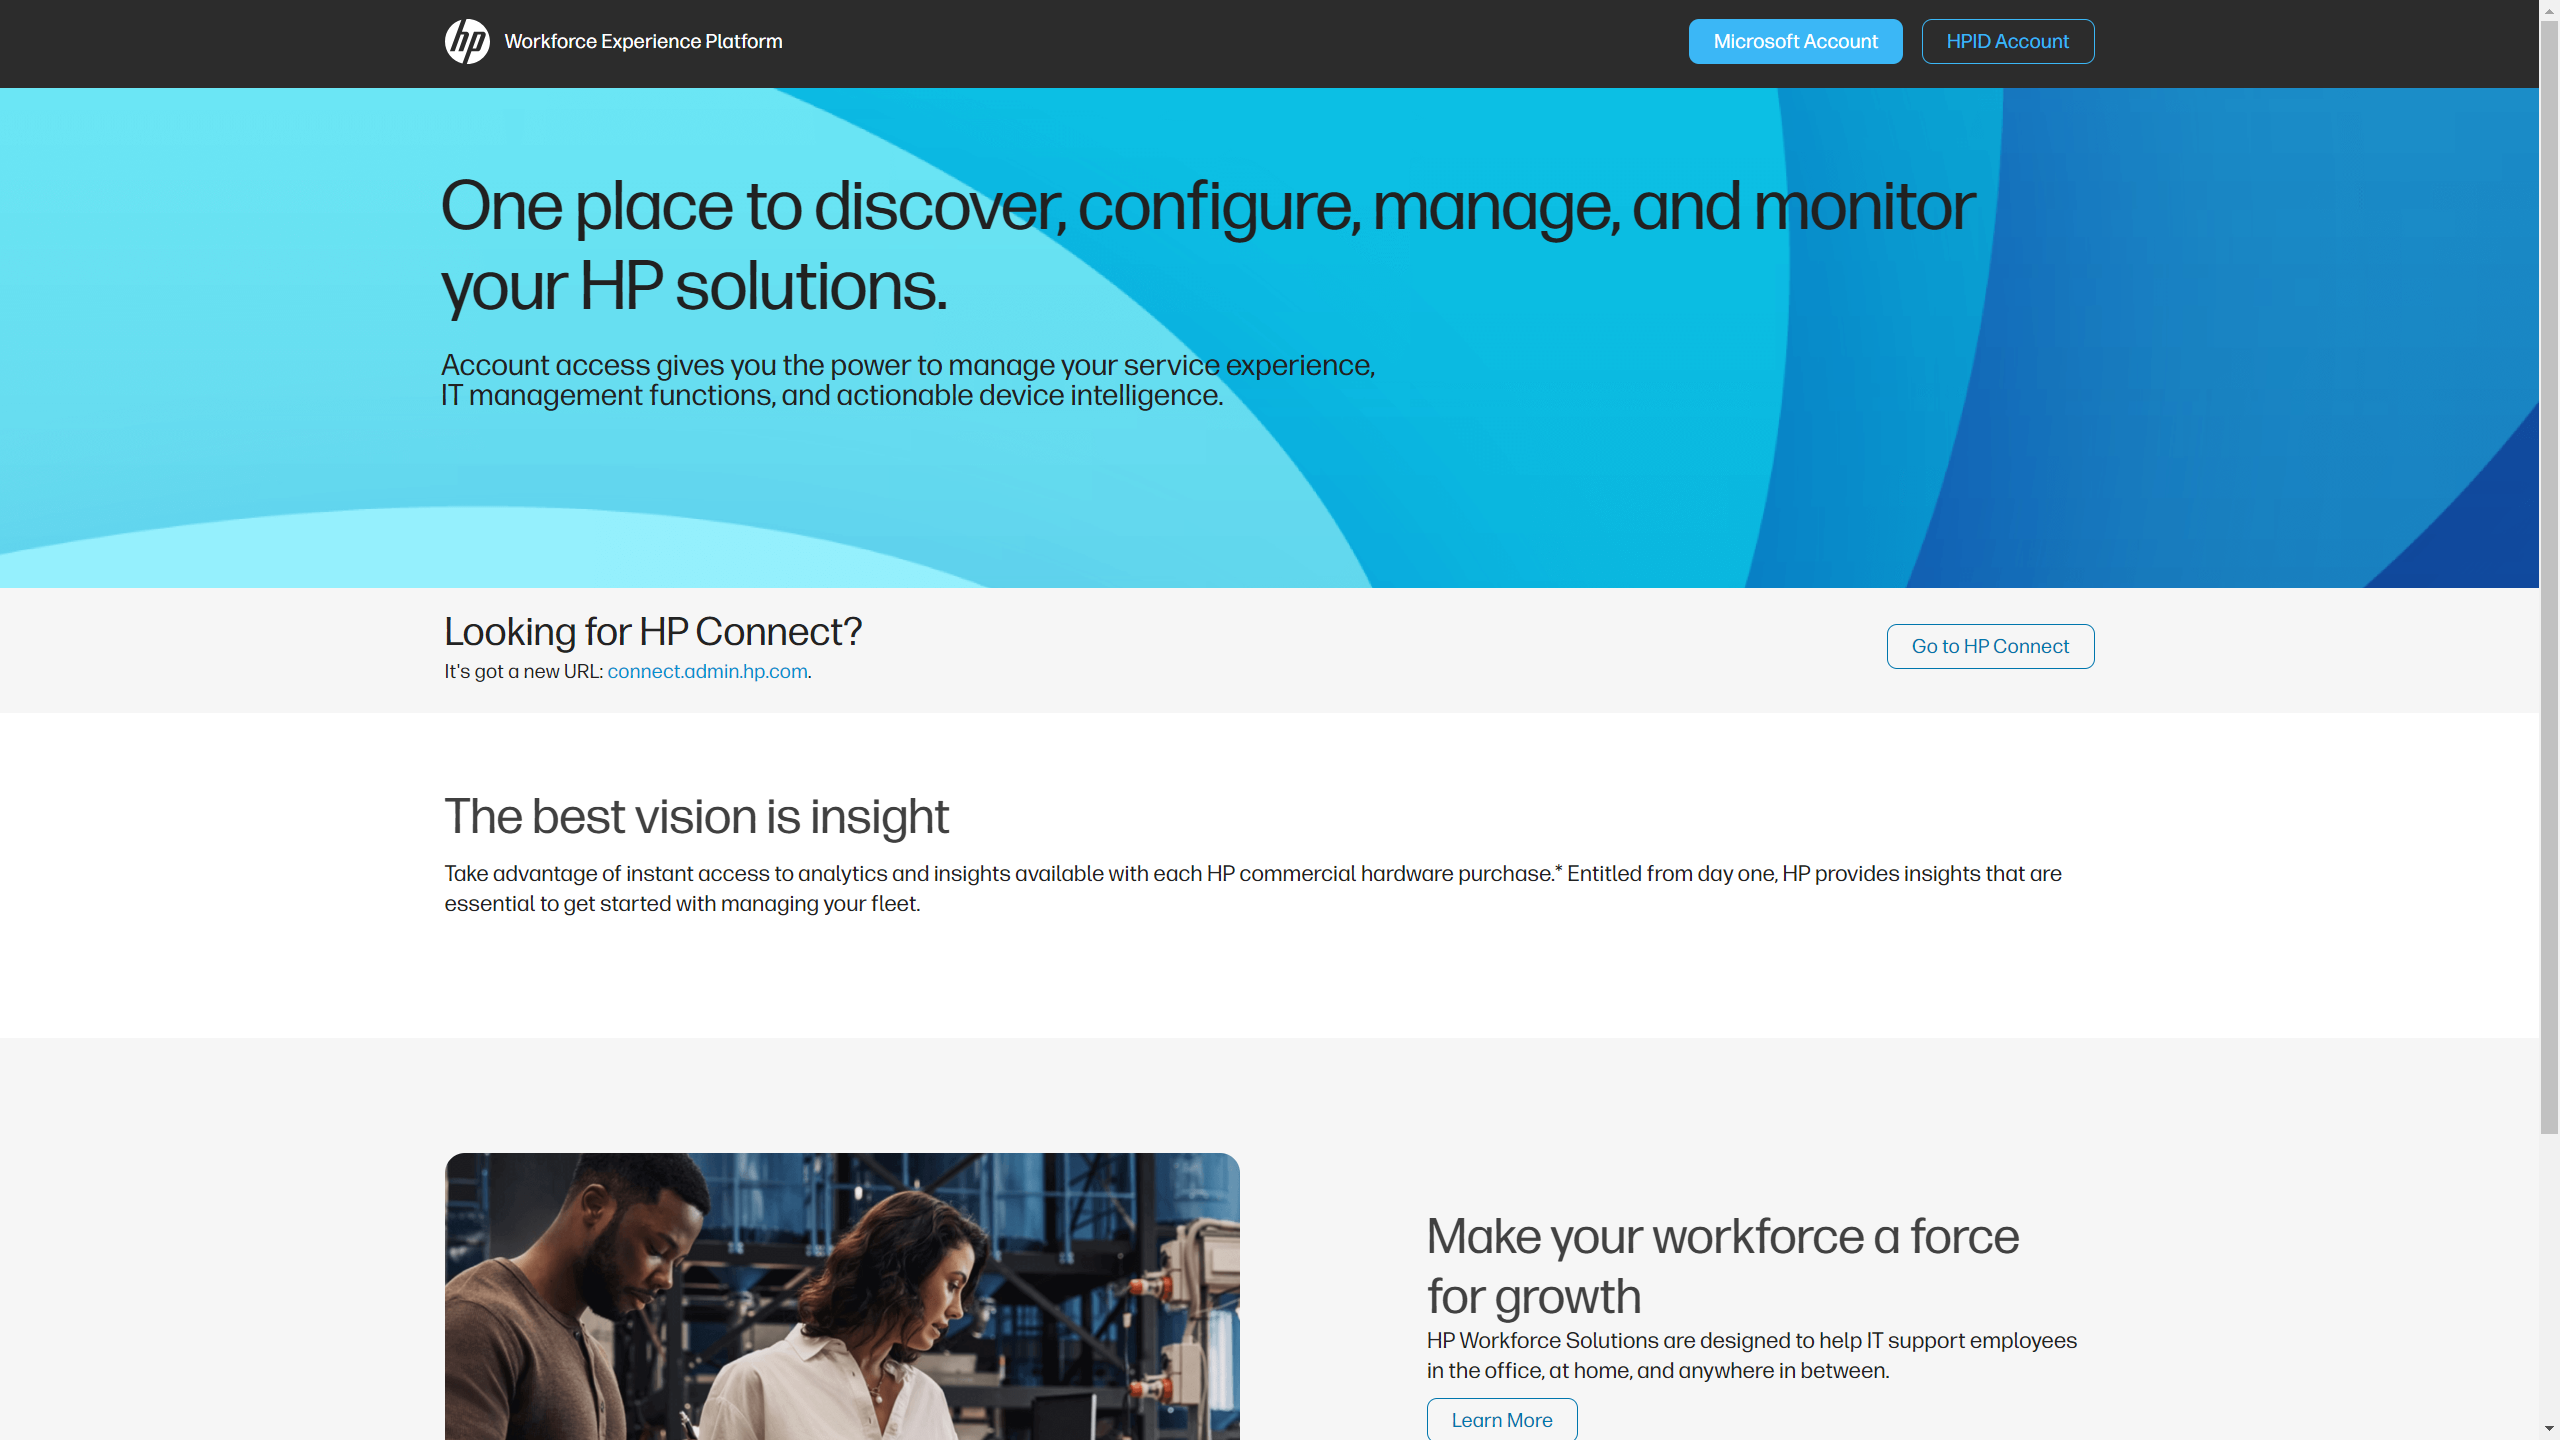 hp Workforce Experience Platform
Microsoft Account
HPID Account
One place to discover, configure, manage, and monitor
your HP solutions.
Account access gives you the power to manage your service experience,
IT management functions, and actionable device intelligence.
Looking for HP Connect?
It's got a new URL: connect.admin.hp.com.
Go to HP Connect
The best vision is insight
Take advantage of instant access to analytics and insights available with each HP commercial hardware purchase.* Entitled from day one, HP provides insights that are
essential to get started with managing your fleet.
Make your workforce a force
for growth
HP Workforce Solutions are designed to help IT support employees
in the office, at home, and anywhere in between.
Learn More